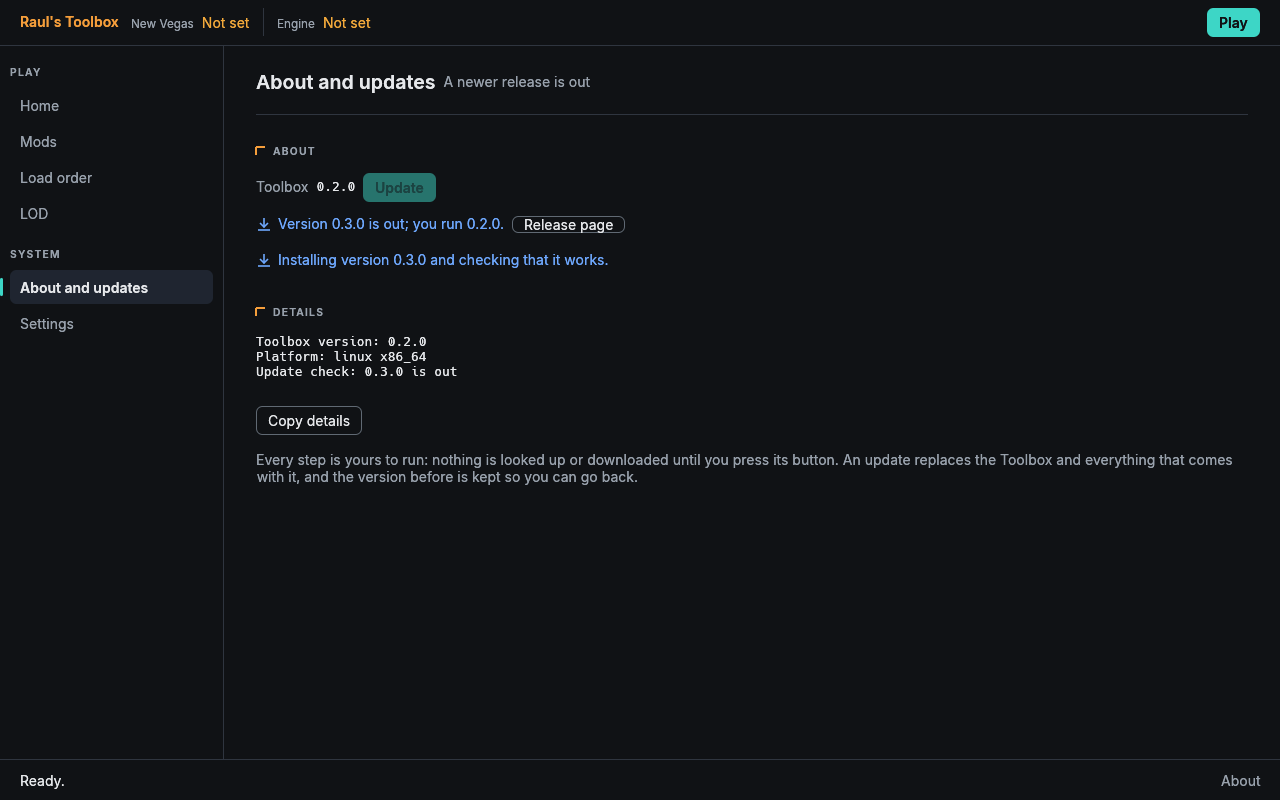 Raul's Toolbox New Vegas Not set Engine Not set Play
PLAY
Home
Mods
Load order
LOD
SYSTEM
About and updates
Settings
About and updates A newer release is out
ABOUT
Toolbox 0.2.0 Update
Version 0.3.0 is out; you run 0.2.0. Release page
Installing version 0.3.0 and checking that it works.
DETAILS
Toolbox version: 0.2.0
Platform: linux x86_64
Update check: 0.3.0 is out
Copy details
Every step is yours to run: nothing is looked up or downloaded until you press its button. An update replaces the Toolbox and everything that comes
with it, and the version before is kept so you can go back.
Ready. About